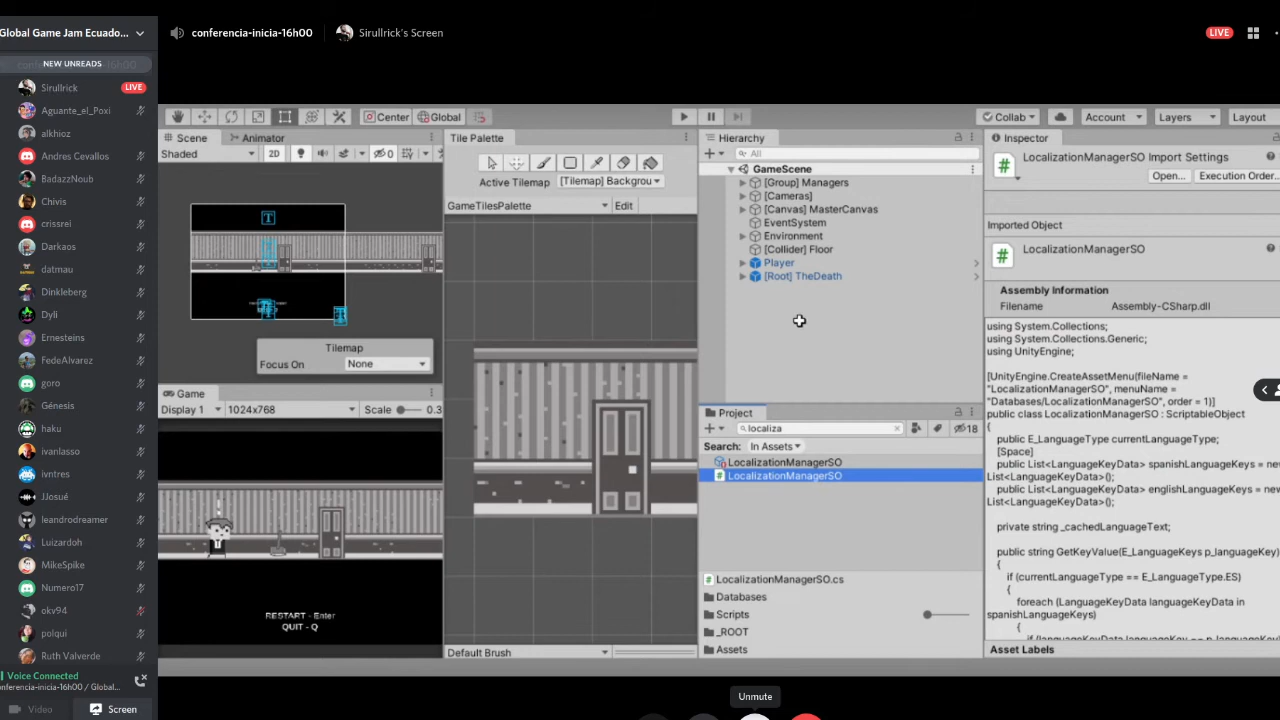 Global Game Jam Ecuado...
conferencia-inicia-16h00
Sirullrick's Screen
LIVE
NEW UNREADS
Sirullrick
LIVE
Aguante_el_Poxi
alkhioz
Andres Cevallos
BadazzNoub
Chivis
crissrei
Darkaos
datmau
Dinkleberg
Dyli
Ernesteins
FedeAlvarez
goro
Génesis
haku
ivanlasso
ivntres
JJosué
leandrodreamer
Luizardoh
MikeSpike
Numero17
okv94
polqui
Ruth Valverde
Voice Connected
nferencia-inicia-16h00 / Global...
Video
Screen
Center
Global
Collab
Account
Layers
Layout
Scene
Animator
Shaded
2D
0
Tilemap
Focus On
None
Game
Display 1
1024x768
Scale
0.3
RESTART - Enter
QUIT - Q
Tile Palette
Active Tilemap
[Tilemap] Backgrou
GameTilesPalette
Edit
Default Brush
Hierarchy
All
GameScene
[Group] Managers
[Cameras]
[Canvas] MasterCanvas
EventSystem
Environment
[Collider] Floor
Player
[Root] TheDeath
Project
localiza
18
Search:
In Assets
LocalizationManagerSO
LocalizationManagerSO
LocalizationManagerSO.cs
Databases
Scripts
_ROOT
Assets
Inspector
LocalizationManagerSO Import Settings
Open...
Execution Order..
Imported Object
LocalizationManagerSO
Assembly Information
Filename
Assembly-CSharp.dll
using System.Collections;
using System.Collections.Generic;
using UnityEngine;
[UnityEngine.CreateAssetMenu(fileName =
"LocalizationManagerSO", menuName =
"Databases/LocalizationManagerSO", order = 1)]
public class LocalizationManagerSO : ScriptableObject
{
public E_LanguageType currentLanguageType;
[Space]
public List<LanguageKeyData> spanishLanguageKeys = new
List<LanguageKeyData>();
public List<LanguageKeyData> englishLanguageKeys = new
List<LanguageKeyData>();
private string _cachedLanguageText;
public string GetKeyValue(E_LanguageKeys p_languageKey)
{
if (currentLanguageType == E_LanguageType.ES)
{
foreach (LanguageKeyData languageKeyData in
spanishLanguageKeys)
{
Asset Labels
Unmute